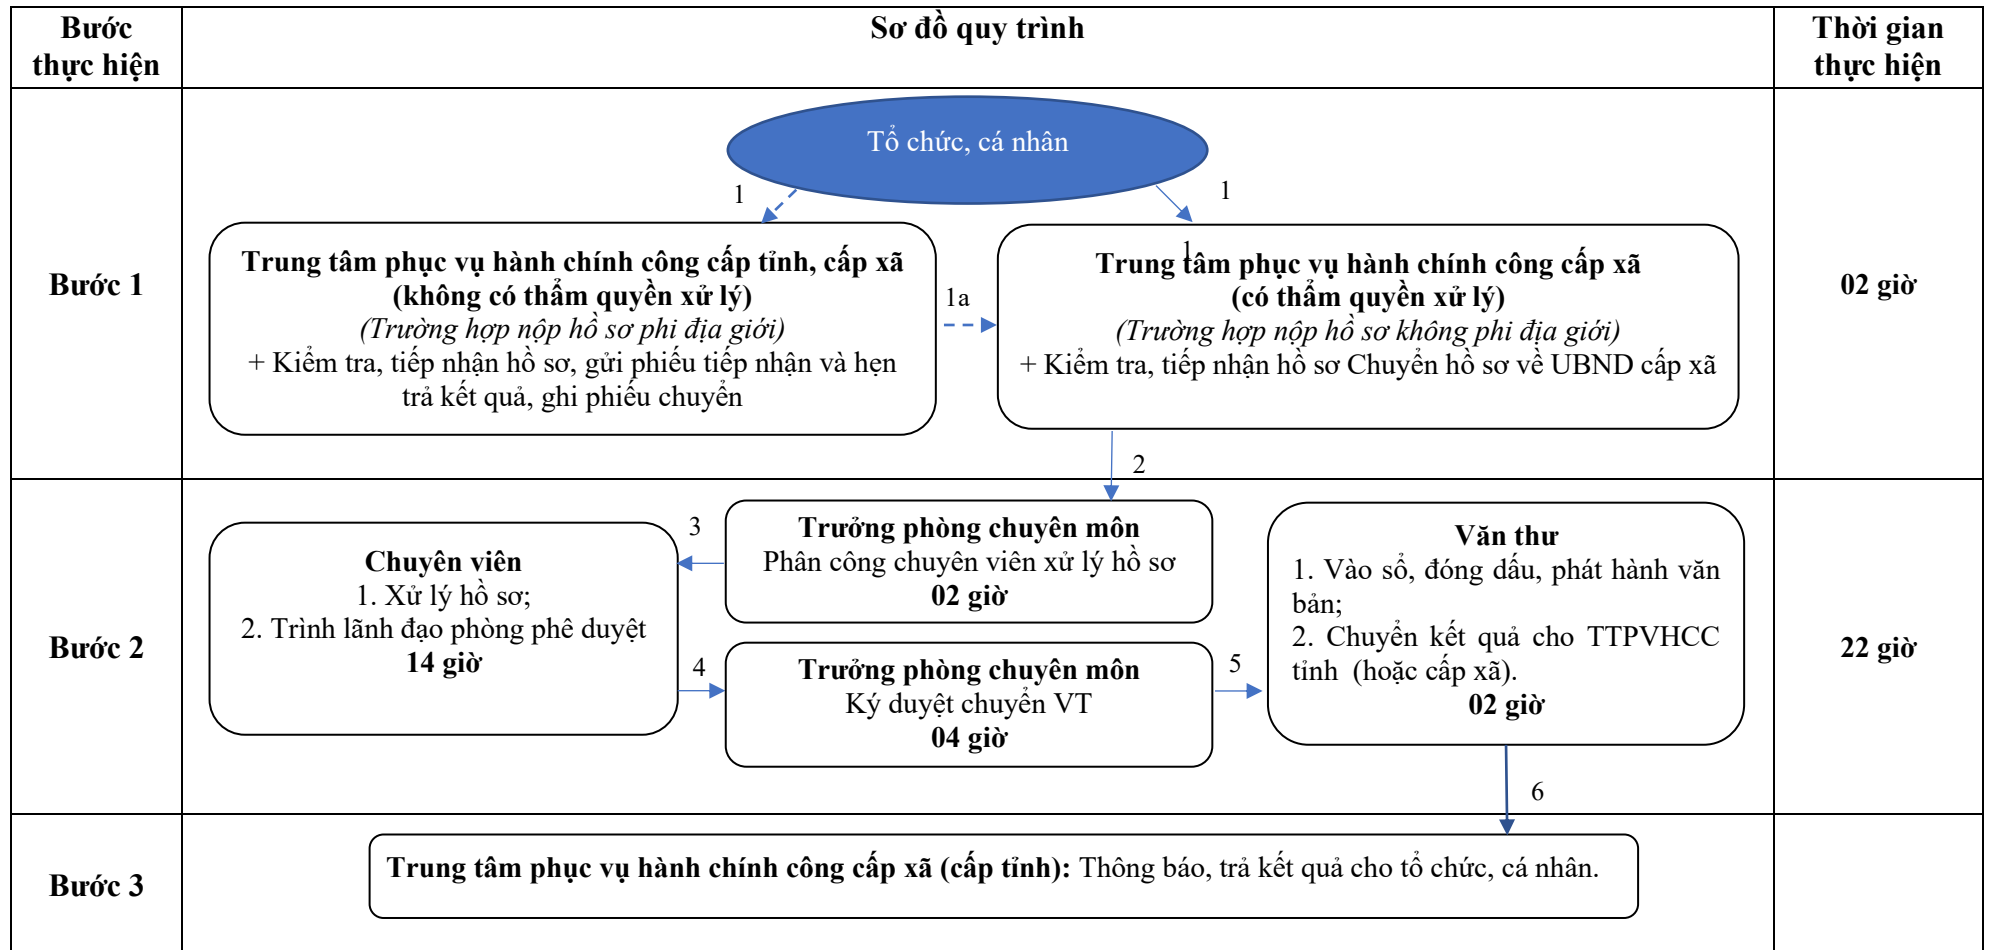 Bước
thực hiện
Sơ đồ quy trình
Thời gian
thực hiện
Bước 1
Tổ chức, cá nhân
1
1
Trung tâm phục vụ hành chính công cấp tỉnh, cấp xã
(không có thẩm quyền xử lý)
(Trường hợp nộp hồ sơ phi địa giới)
+ Kiểm tra, tiếp nhận hồ sơ, gửi phiếu tiếp nhận và hẹn
trả kết quả, ghi phiếu chuyển
1a
1
Trung tâm phục vụ hành chính công cấp xã
(có thẩm quyền xử lý)
(Trường hợp nộp hồ sơ không phi địa giới)
+ Kiểm tra, tiếp nhận hồ sơ Chuyển hồ sơ về UBND cấp xã
02 giờ
2
Bước 2
Chuyên viên
1. Xử lý hồ sơ;
2. Trình lãnh đạo phòng phê duyệt
14 giờ
3
Trưởng phòng chuyên môn
Phân công chuyên viên xử lý hồ sơ
02 giờ
4
Trưởng phòng chuyên môn
Ký duyệt chuyển VT
04 giờ
5
Văn thư
1. Vào sổ, đóng dấu, phát hành văn
bản;
2. Chuyển kết quả cho TTPVHCC
tỉnh (hoặc cấp xã).
02 giờ
22 giờ
6
Bước 3
Trung tâm phục vụ hành chính công cấp xã (cấp tỉnh): Thông báo, trả kết quả cho tổ chức, cá nhân.